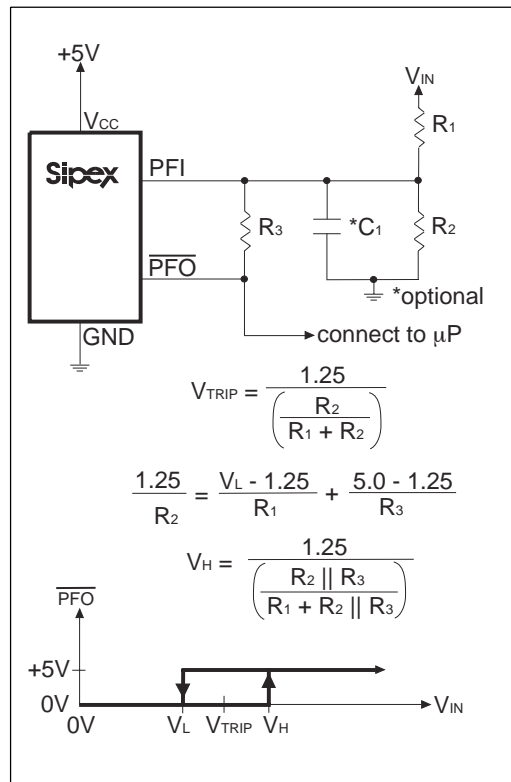 +5V
VIN
VCC
R1
Sipex
PFI
R3
*C1
R2
PFO
*optional
GND
connect to μP
VTRIP = 1.25 / (R2 / (R1 + R2))
1.25 / R2 = (VL - 1.25) / R1 + (5.0 - 1.25) / R3
VH = 1.25 / (R2 || R3 / (R1 + R2 || R3))
PFO
+5V
0V
0V
VL
VTRIP
VH
VIN